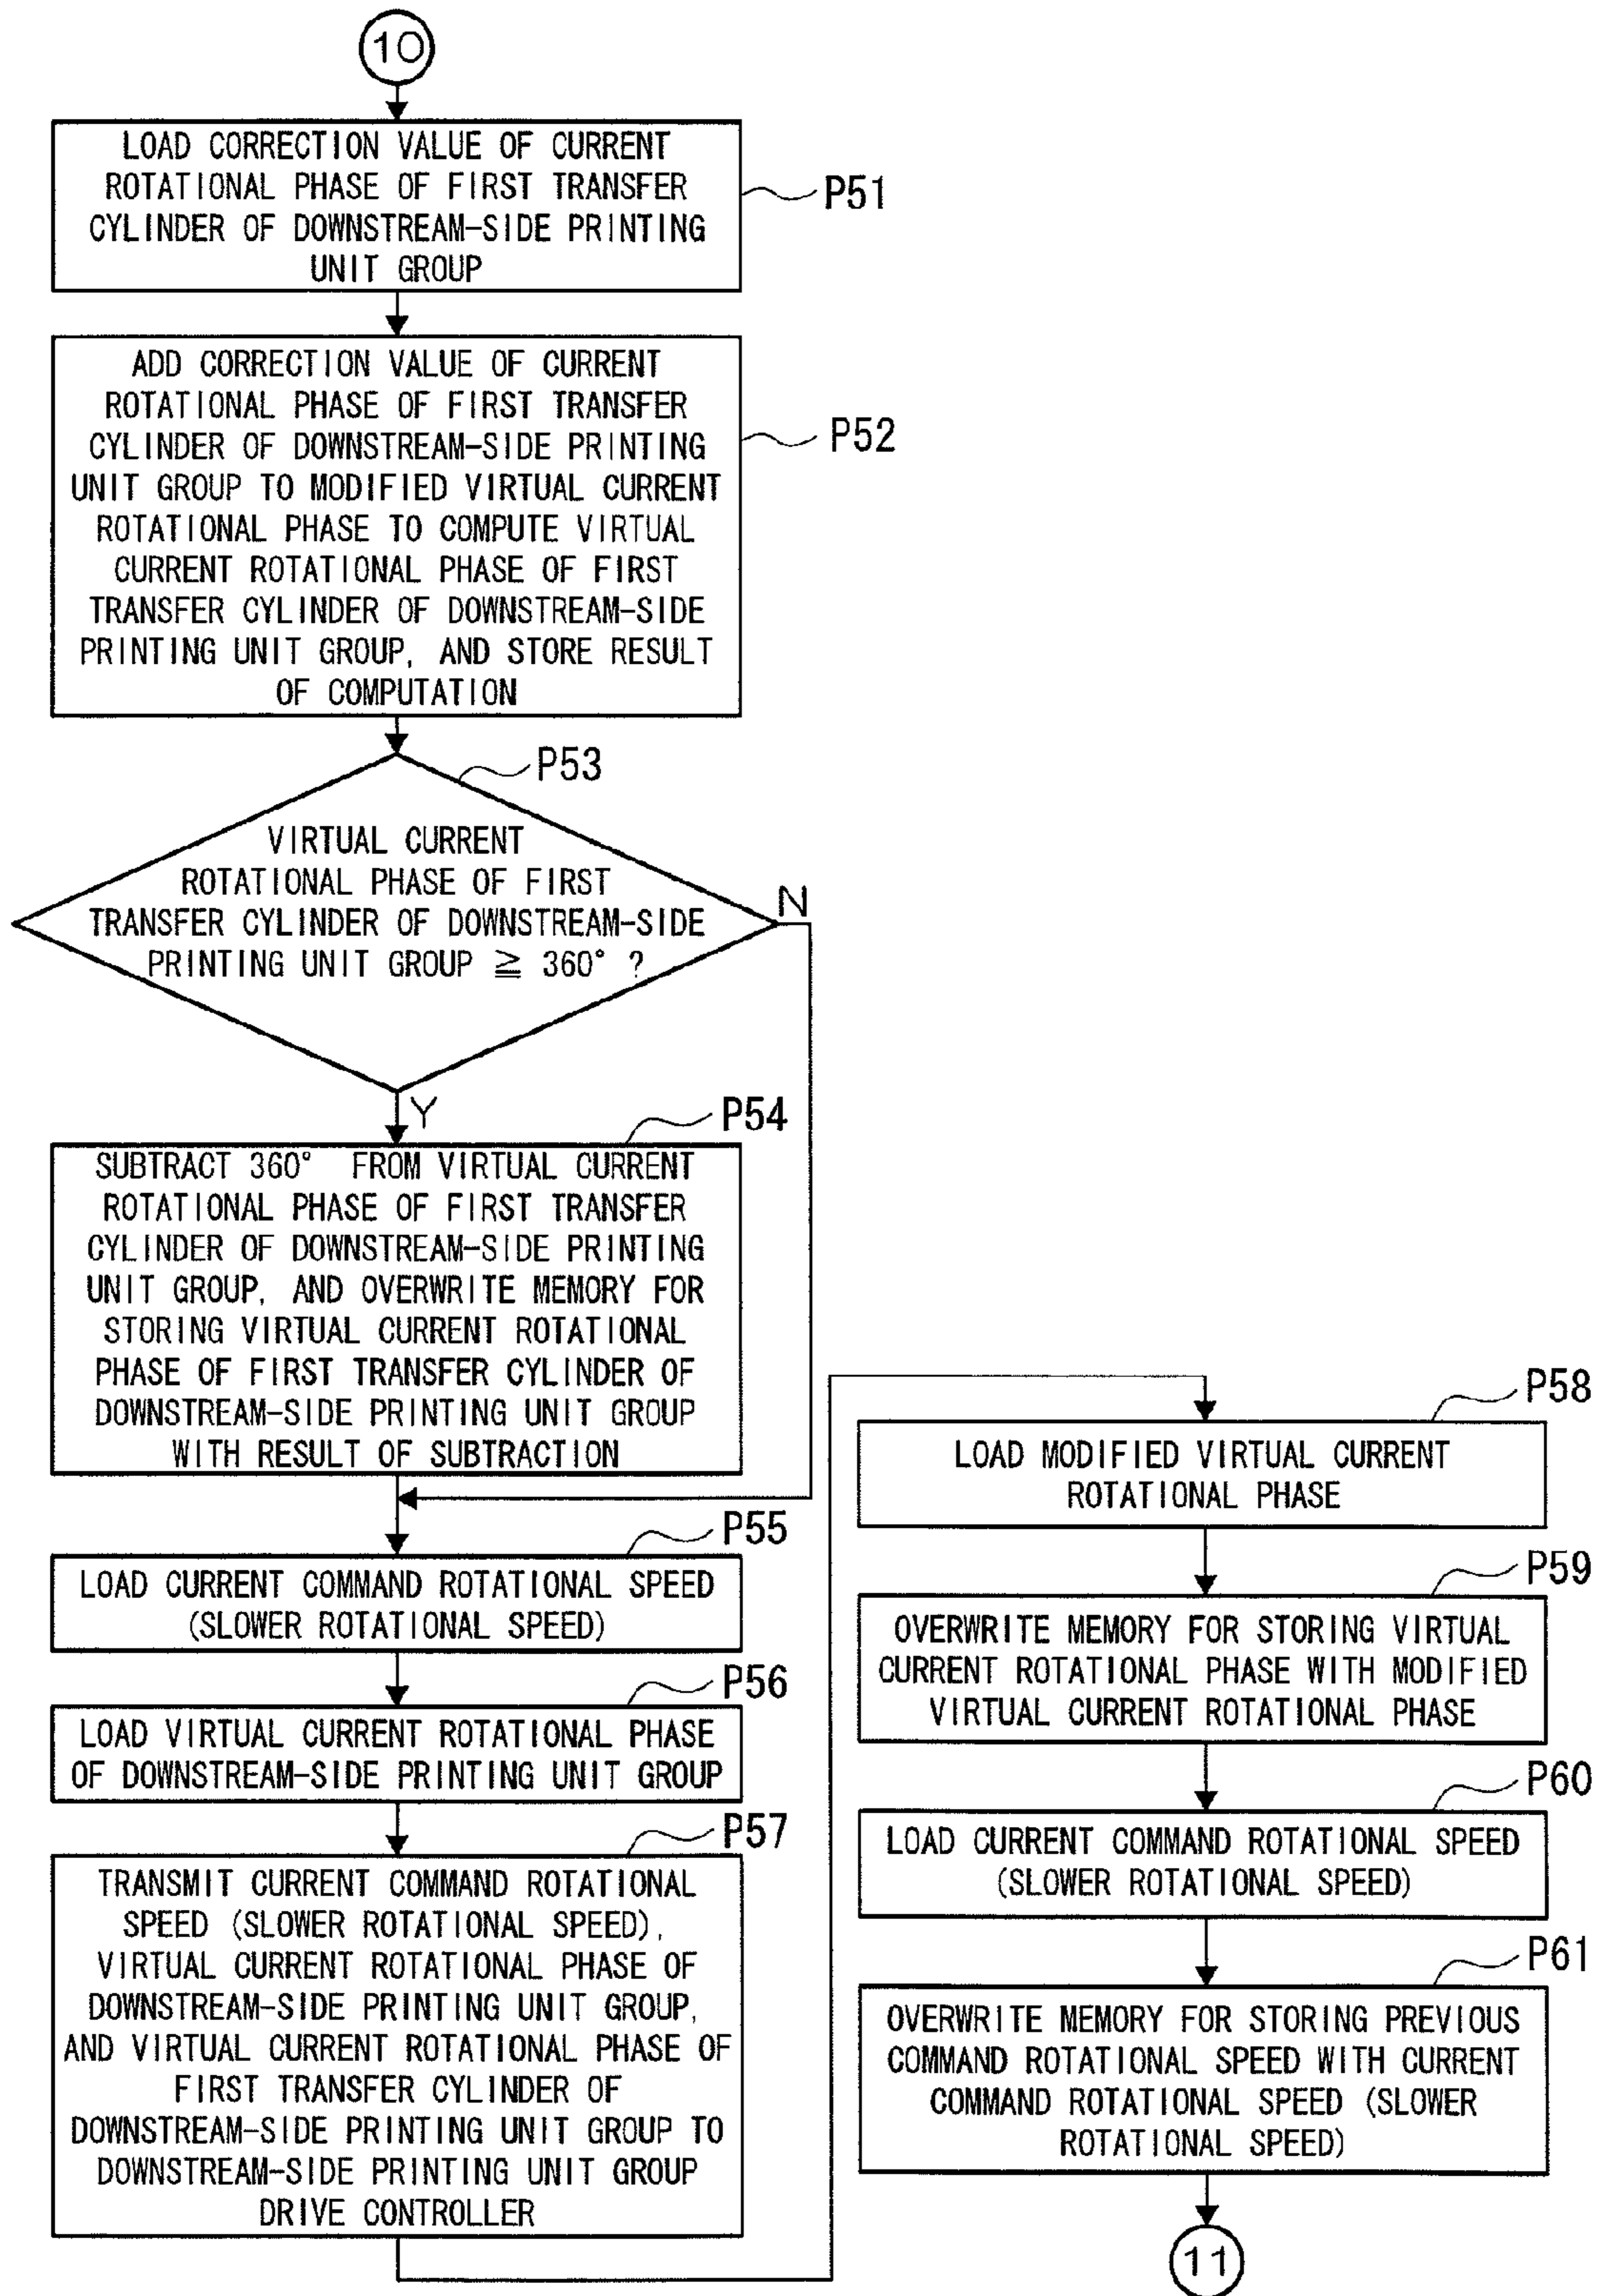 10
LOAD CORRECTION VALUE OF CURRENT
ROTATIONAL PHASE OF FIRST TRANSFER
CYLINDER OF DOWNSTREAM-SIDE PRINTING
UNIT GROUP
P51
ADD CORRECTION VALUE OF CURRENT
ROTATIONAL PHASE OF FIRST TRANSFER
CYLINDER OF DOWNSTREAM-SIDE PRINTING
UNIT GROUP TO MODIFIED VIRTUAL CURRENT
ROTATIONAL PHASE TO COMPUTE VIRTUAL
CURRENT ROTATIONAL PHASE OF FIRST
TRANSFER CYLINDER OF DOWNSTREAM-SIDE
PRINTING UNIT GROUP, AND STORE RESULT
OF COMPUTATION
P52
P53
VIRTUAL CURRENT
ROTATIONAL PHASE OF FIRST
TRANSFER CYLINDER OF DOWNSTREAM-SIDE
PRINTING UNIT GROUP ≧ 360° ?
N
Y
P54
SUBTRACT 360° FROM VIRTUAL CURRENT
ROTATIONAL PHASE OF FIRST TRANSFER
CYLINDER OF DOWNSTREAM-SIDE PRINTING
UNIT GROUP, AND OVERWRITE MEMORY FOR
STORING VIRTUAL CURRENT ROTATIONAL
PHASE OF FIRST TRANSFER CYLINDER OF
DOWNSTREAM-SIDE PRINTING UNIT GROUP
WITH RESULT OF SUBTRACTION
P55
LOAD CURRENT COMMAND ROTATIONAL SPEED
(SLOWER ROTATIONAL SPEED)
P56
LOAD VIRTUAL CURRENT ROTATIONAL PHASE
OF DOWNSTREAM-SIDE PRINTING UNIT GROUP
P57
TRANSMIT CURRENT COMMAND ROTATIONAL
SPEED (SLOWER ROTATIONAL SPEED),
VIRTUAL CURRENT ROTATIONAL PHASE OF
DOWNSTREAM-SIDE PRINTING UNIT GROUP,
AND VIRTUAL CURRENT ROTATIONAL PHASE OF
FIRST TRANSFER CYLINDER OF
DOWNSTREAM-SIDE PRINTING UNIT GROUP TO
DOWNSTREAM-SIDE PRINTING UNIT GROUP
DRIVE CONTROLLER
P58
LOAD MODIFIED VIRTUAL CURRENT
ROTATIONAL PHASE
P59
OVERWRITE MEMORY FOR STORING VIRTUAL
CURRENT ROTATIONAL PHASE WITH MODIFIED
VIRTUAL CURRENT ROTATIONAL PHASE
P60
LOAD CURRENT COMMAND ROTATIONAL SPEED
(SLOWER ROTATIONAL SPEED)
P61
OVERWRITE MEMORY FOR STORING PREVIOUS
COMMAND ROTATIONAL SPEED WITH CURRENT
COMMAND ROTATIONAL SPEED (SLOWER
ROTATIONAL SPEED)
11